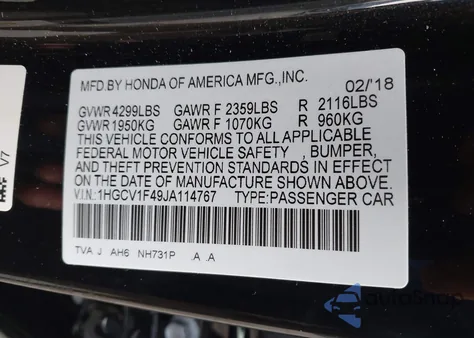 MFD.BY HONDA OF AMERICA MFG.,INC. 02/'18
GVWR 4299LBS GAWR F 2359LBS R 2116LBS
GVWR 1950KG GAWR F 1070KG R 960KG
THIS VEHICLE CONFORMS TO ALL APPLICABLE
FEDERAL MOTOR VEHICLE SAFETY , BUMPER,
AND THEFT PREVENTION STANDARDS IN EFFECT
ON THE DATE OF MANUFACTURE SHOWN ABOVE.
V.I.N.:1HGCV1F49JA114767 TYPE:PASSENGER CAR
TVA J AH6 NH731P .A .A
V7
autoSnap